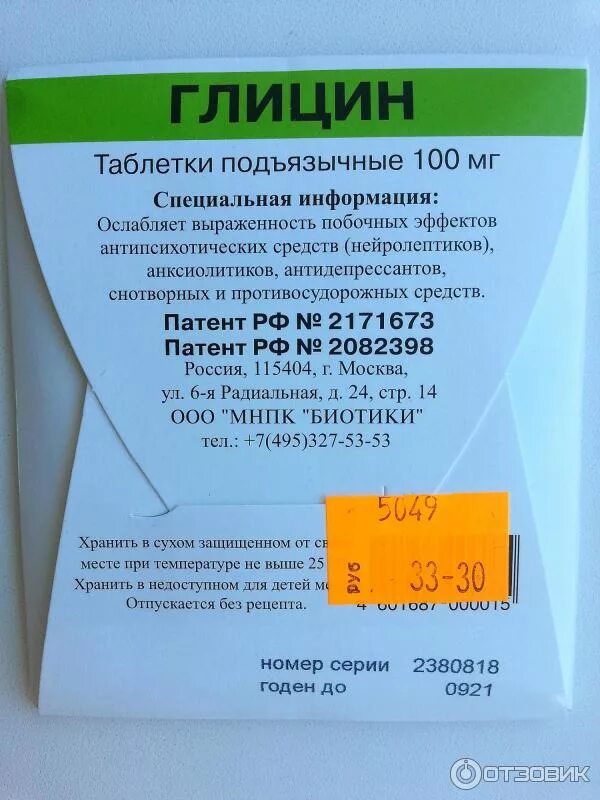 ГЛИЦИН
Таблетки подъязычные 100 мг
Специальная информация:
Ослабляет выраженность побочных эффектов
антипсихотических средств (нейролептиков),
анксиолитиков, антидепрессантов,
снотворных и противосудорожных средств.
Патент РФ № 2171673
Патент РФ № 2082398
Россия, 115404, г. Москва,
ул. 6-я Радиальная, д. 24, стр. 14
ООО "МНПК "БИОТИКИ"
тел.: +7(495)327-53-53
5049
руб 33-30
Хранить в сухом защищенном от
месте при температуре не выше 25
Хранить в недоступном для детей
Отпускается без рецепта.
4 601687 000015
номер серии 2380818
годен до 0921
ОТЗОВИК